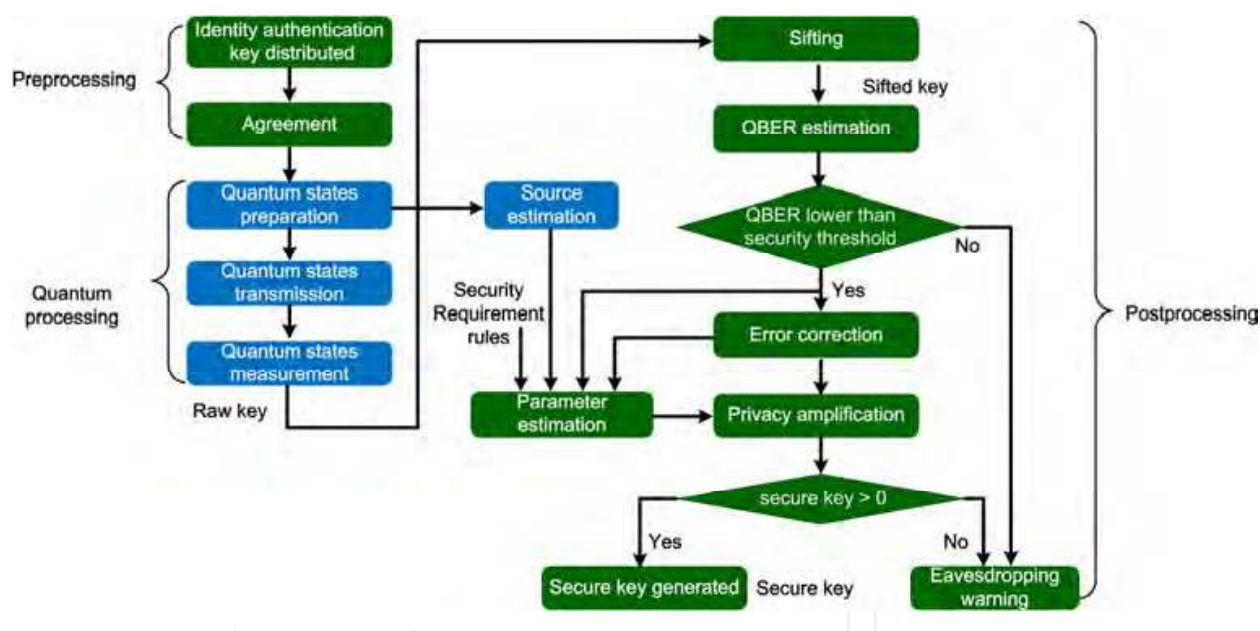 Identity authentication
key distributed
Preprocessing
Agreement
Quantum states
preparation
Source
estimation
Quantum states
transmission
Quantum
processing
Quantum states
measurement
Raw key
Security
Requirement
rules
Parameter
estimation
Sifting
Sifted key
QBER estimation
QBER lower than
security threshold
No
Yes
Error correction
Privacy amplification
secure key > 0
Yes
No
Secure key generated
Secure key
Eavesdropping
warning
Postprocessing